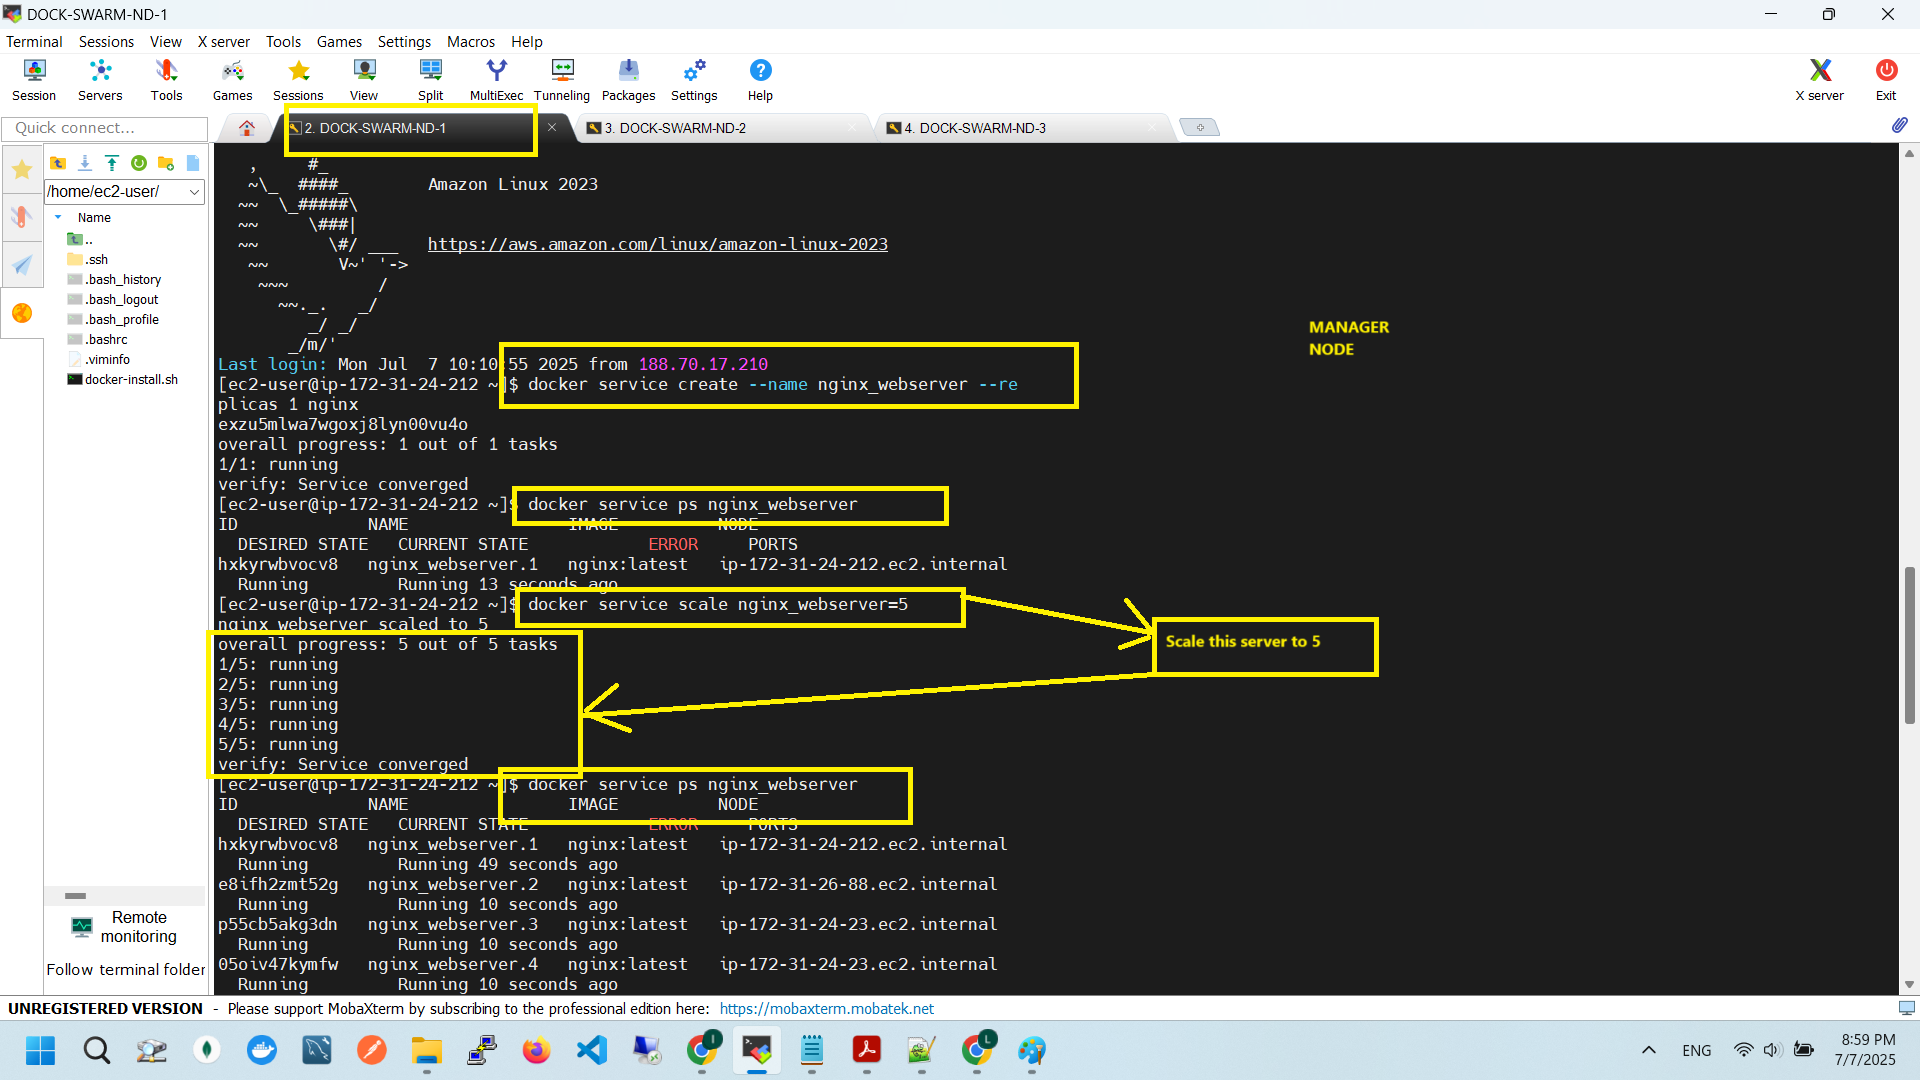 DOCK-SWARM-ND-1
Terminal Sessions View X server Tools Games Settings Macros Help
Session Servers Tools Games Sessions View Split MultiExec Tunneling Packages Settings Help X server Exit
Quick connect...
2. DOCK-SWARM-ND-1
3. DOCK-SWARM-ND-2
4. DOCK-SWARM-ND-3
/home/ec2-user/
Name
..
.ssh
.bash_history
.bash_logout
.bash_profile
.bashrc
.viminfo
docker-install.sh
Remote
monitoring
Follow terminal folder
   ,     #_
   ~\_  ####_        Amazon Linux 2023
  ~~  \_#####\
  ~~     \###|
  ~~       \#/ ___   https://aws.amazon.com/linux/amazon-linux-2023
   ~~       V~' '->
    ~~~         /
      ~~._.   _/
         _/ _/
       _/m/'
Last login: Mon Jul  7 10:10:55 2025 from 188.70.17.210
[ec2-user@ip-172-31-24-212 ~]$ docker service create --name nginx_webserver --re
plicas 1 nginx
exzu5mlwa7wgoxj8lyn00vu4o
overall progress: 1 out of 1 tasks
1/1: running
verify: Service converged
[ec2-user@ip-172-31-24-212 ~]$ docker service ps nginx_webserver
ID             NAME                IMAGE          NODE
  DESIRED STATE   CURRENT STATE            ERROR     PORTS
hxkyrwbvocv8   nginx_webserver.1   nginx:latest   ip-172-31-24-212.ec2.internal
  Running         Running 13 seconds ago
[ec2-user@ip-172-31-24-212 ~]$ docker service scale nginx_webserver=5
nginx_webserver scaled to 5
overall progress: 5 out of 5 tasks
1/5: running
2/5: running
3/5: running
4/5: running
5/5: running
verify: Service converged
[ec2-user@ip-172-31-24-212 ~]$ docker service ps nginx_webserver
ID             NAME                IMAGE          NODE
  DESIRED STATE   CURRENT STATE            ERROR     PORTS
hxkyrwbvocv8   nginx_webserver.1   nginx:latest   ip-172-31-24-212.ec2.internal
  Running         Running 49 seconds ago
e8ifh2zmt52g   nginx_webserver.2   nginx:latest   ip-172-31-26-88.ec2.internal
  Running         Running 10 seconds ago
p55cb5akg3dn   nginx_webserver.3   nginx:latest   ip-172-31-24-23.ec2.internal
  Running         Running 10 seconds ago
05oiv47kymfw   nginx_webserver.4   nginx:latest   ip-172-31-24-23.ec2.internal
  Running         Running 10 seconds ago
MANAGER
NODE
Scale this server to 5
UNREGISTERED VERSION - Please support MobaXterm by subscribing to the professional edition here: https://mobaxterm.mobatek.net
I
L
ENG
8:59 PM
7/7/2025